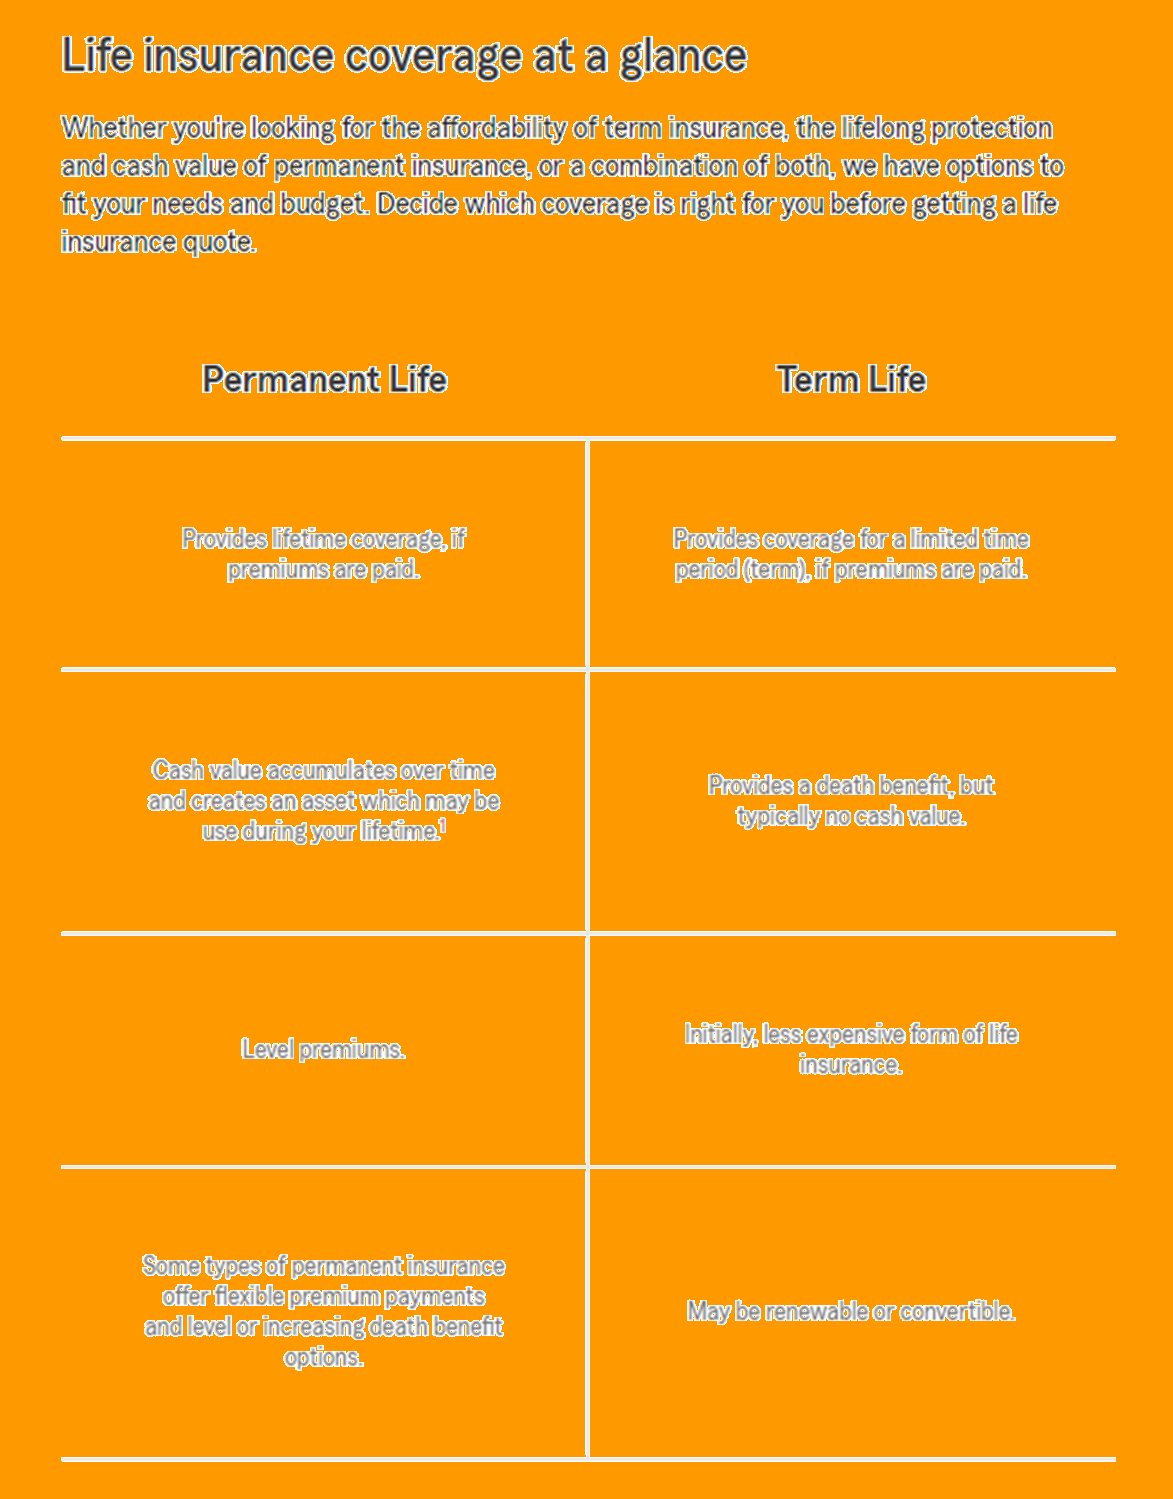 Life insurance coverage at a glance
Whether you're looking for the affordability of term insurance, the lifelong protection
and cash value of permanent insurance, or a combination of both, we have options to
fit your needs and budget. Decide which coverage is right for you before getting a life
insurance quote.
Permanent Life
Term Life
Provides lifetime coverage, if
premiums are paid.
Provides coverage for a limited time
period (term), if premiums are paid.
Cash value accumulates over time
and creates an asset which may be
use during your lifetime.1
Provides a death benefit, but
typically no cash value.
Level premiums.
Initially, less expensive form of life
insurance.
Some types of permanent insurance
offer flexible premium payments
and level or increasing death benefit
options.
May be renewable or convertible.